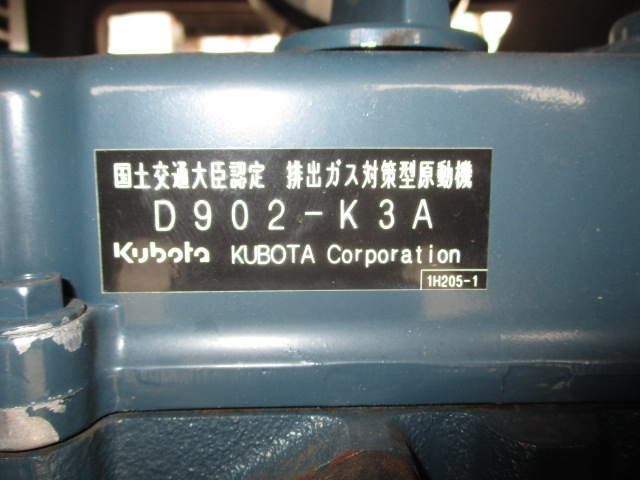 国土交通大臣認定 排出ガス対策型原動機
D902-K3A
Kubota KUBOTA Corporation
1H205-1